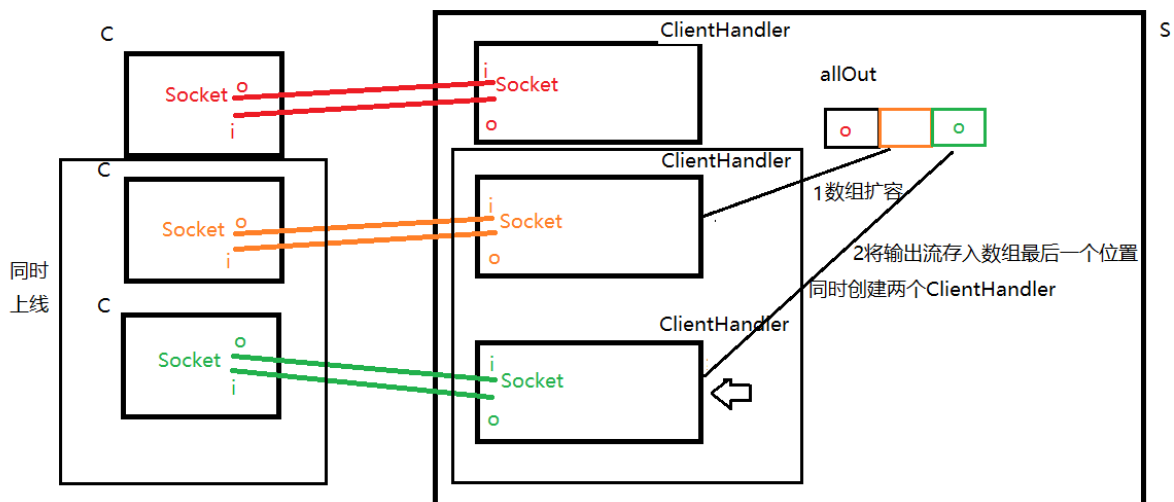 C
Socket
o
i
C
Socket
o
i
C
Socket
o
i
同时
上线
S
ClientHandler
i
Socket
o
ClientHandler
i
Socket
o
ClientHandler
i
Socket
o
allOut
o
o
1数组扩容
2将输出流存入数组最后一个位置
同时创建两个ClientHandler